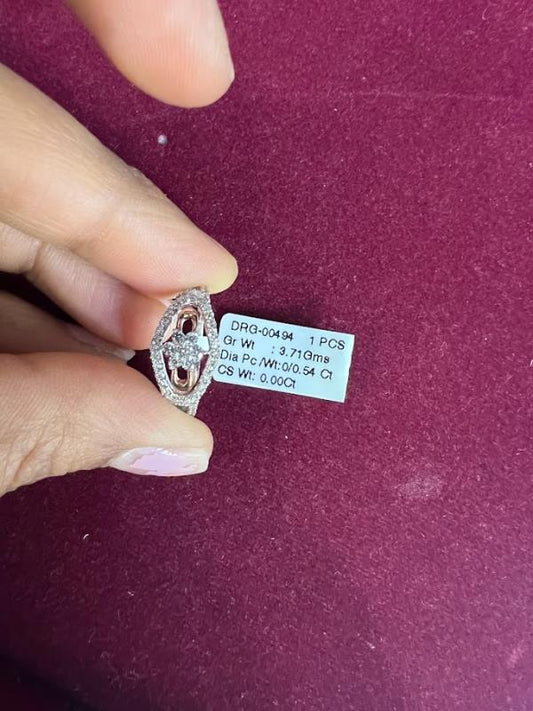 DRG-00494 1 PCS
Gr Wt : 3.71Gms
Dia Pc/Wt:0/0.54 Ct
CS Wt: 0.00Ct